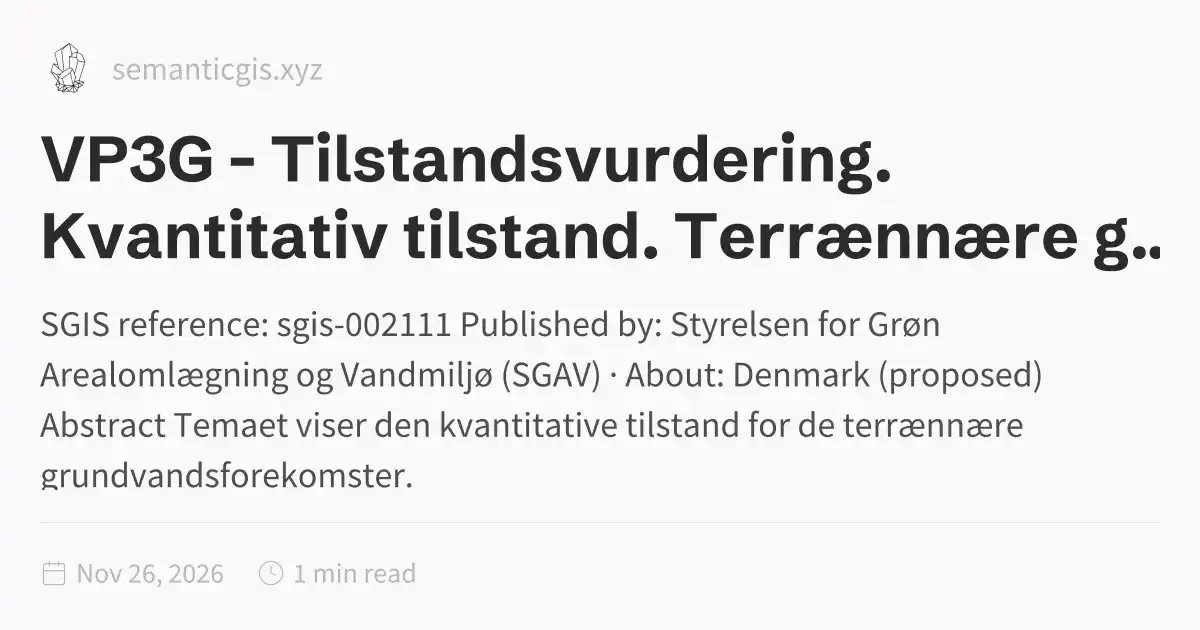 semanticgis.xyz
VP3G - Tilstandsvurdering.
Kvantitativ tilstand. Terrænnære g..
SGIS reference: sgis-002111 Published by: Styrelsen for Grøn
Arealomlægning og Vandmiljø (SGAV) · About: Denmark (proposed)
Abstract Temaet viser den kvantitative tilstand for de terrænnære
grundvandsforekomster.
Nov 26, 2026 1 min read